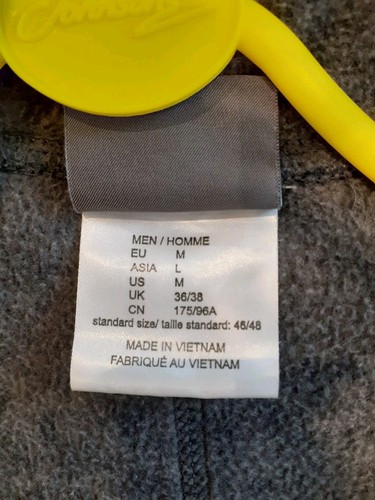 Johnson
MEN / HOMME
EU M
ASIA L
US M
UK 36/38
CN 175/96A
standard size/ taille standard: 46/48
MADE IN VIETNAM
FABRIQUÉ AU VIETNAM